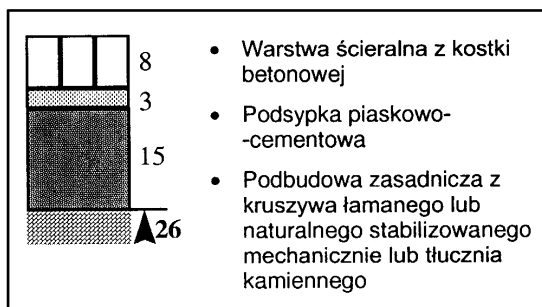 8
3
15
26
• Warstwa ścieralna z kostki
betonowej
• Podsypka piaskowo-
-cementowa
• Podbudowa zasadnicza z
kruszywa łamanego lub
naturalnego stabilizowanego
mechanicznie lub tłucznia
kamiennego